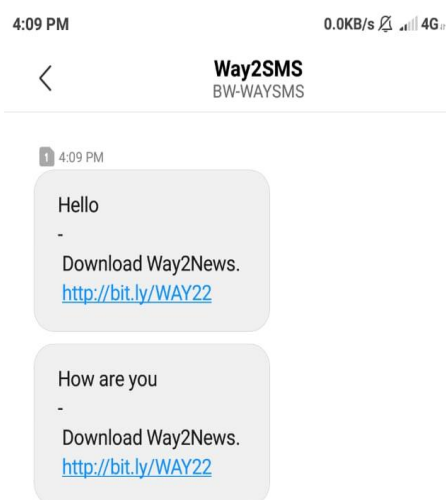 4:09 PM 0.0KB/s 4G
Way2SMS
BW-WAYSMS
1 4:09 PM
Hello
-
Download Way2News.
http://bit.ly/WAY22
How are you
-
Download Way2News.
http://bit.ly/WAY22